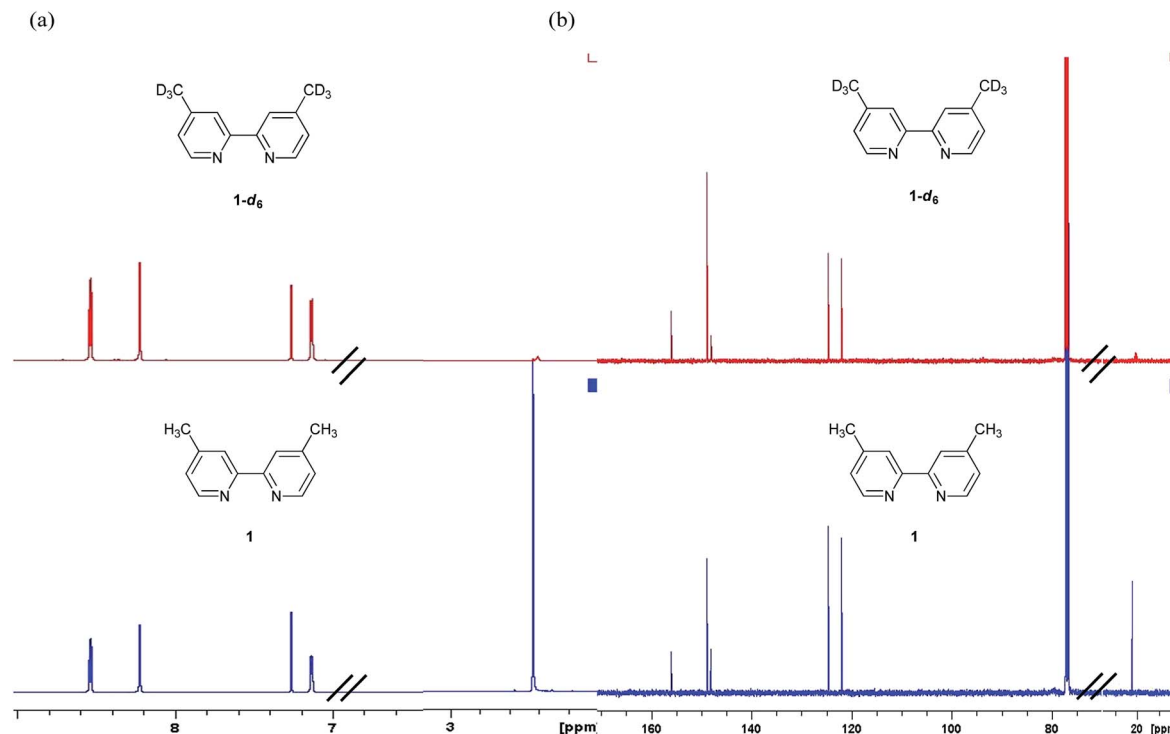 (a) (b)
D3C CD3 D3C CD3
N N N N
1-d6 1-d6
H3C CH3 H3C CH3
N N N N
1 1
8 7 3 [ppm 160 140 120 100 80 20 [ppm